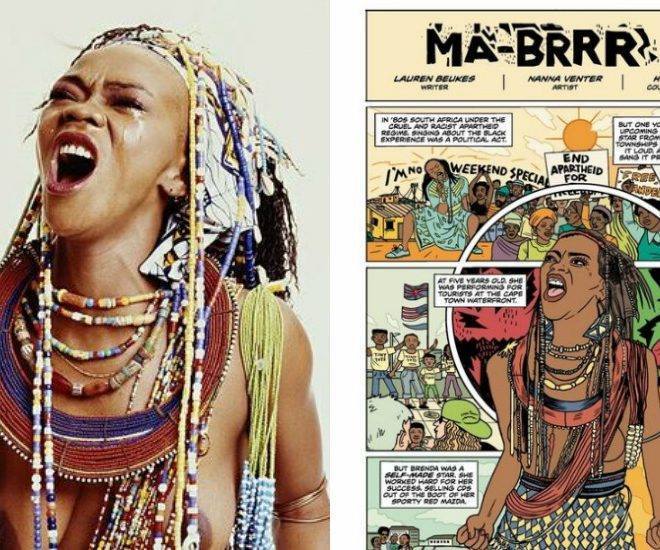 MA-BRRR
LAUREN BEUKES
WRITER
NANNA VENTER
ARTIST
IN '80S SOUTH AFRICA UNDER THE
CRUEL AND RACIST APARTHEID
REGIME, SINGING ABOUT THE BLACK
EXPERIENCE WAS A POLITICAL ACT.
BUT ONE YO
UPCOMING
STAR FROM
TOWNSHIPS
IT LOUD, A
SANG IT PR
I'M NO WEEKEND SPECIAL
END
APARTHEID
FOR
FREEDOM
FREE
AT FIVE YEARS OLD, SHE
WAS PERFORMING FOR
TOURISTS AT THE CAPE
TOWN WATERFRONT.
BUT BRENDA WAS A
SELF-MADE STAR. SHE
WORKED HARD FOR HER
SUCCESS, SELLING CDS
OUT OF THE BOOT OF HER
SPORTY RED MAZDA.